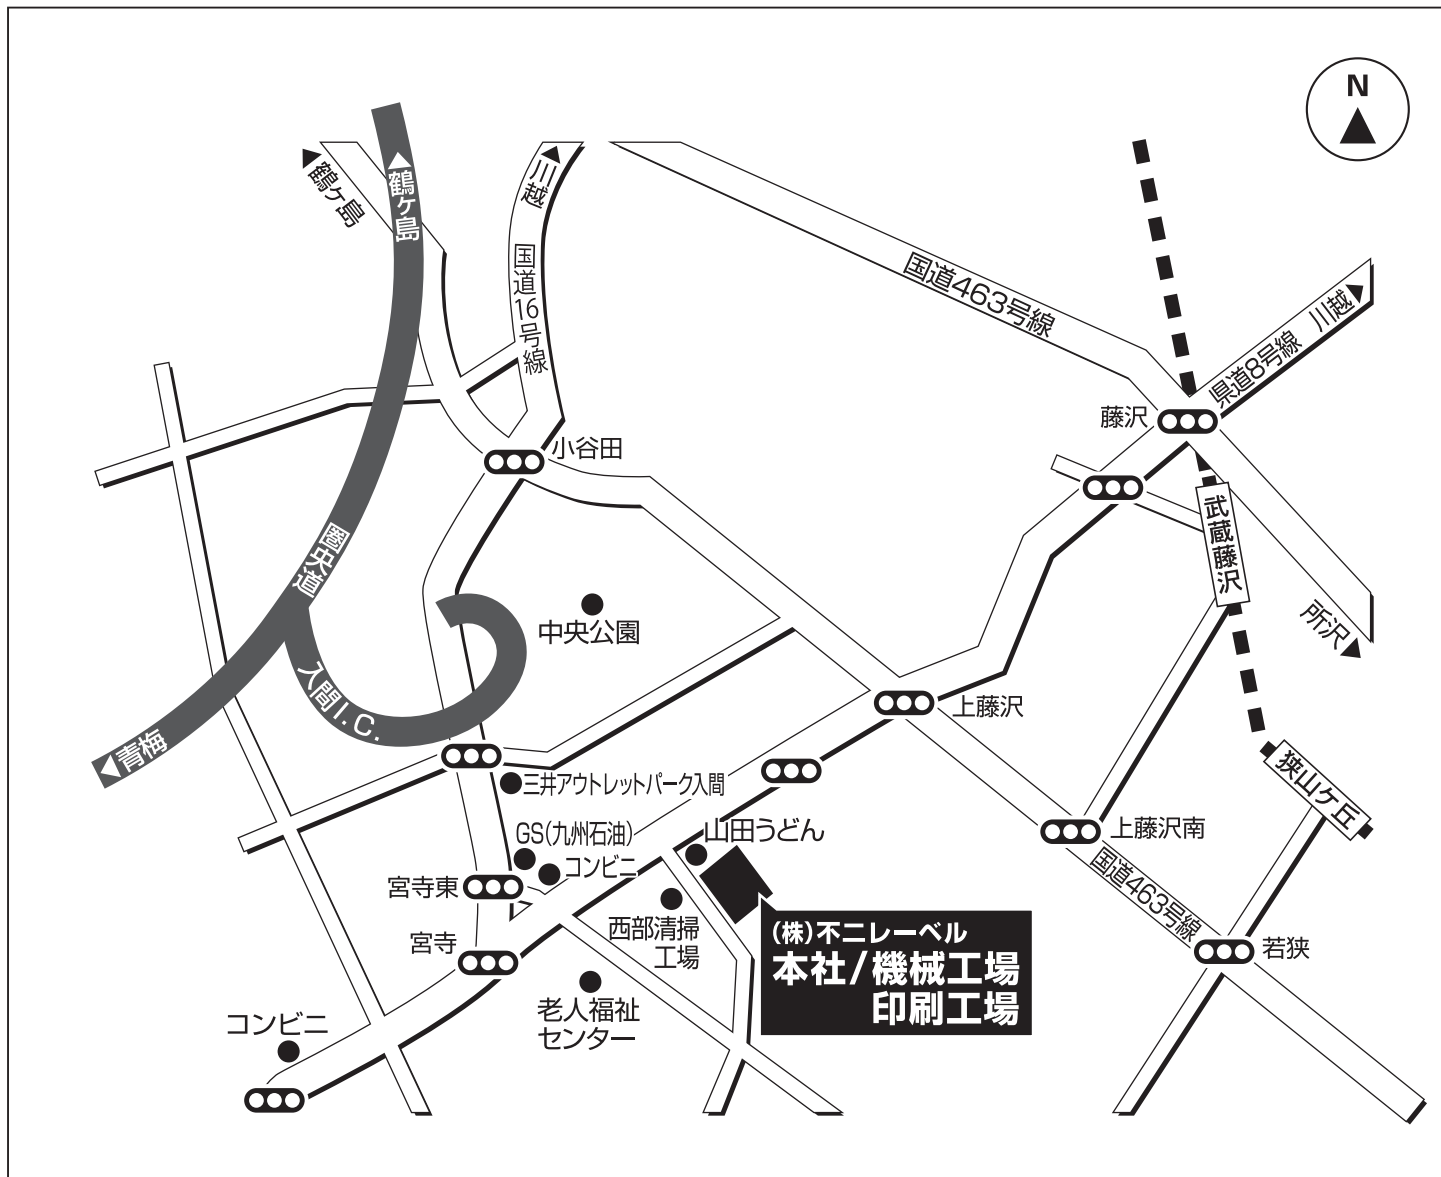 N
鶴ヶ島
鶴ヶ島
川越
国道16号線
国道463号線
県道8号線 川越
藤沢
小谷田
武蔵藤沢
圏央道
中央公園
所沢
入間I.C.
青梅
上藤沢
狭山ケ丘
三井アウトレットパーク入間
GS(九州石油)
山田うどん
上藤沢南
コンビニ
宮寺東
国道463号線
西部清掃
工場
宮寺
(株)不二レーベル
本社/機械工場
印刷工場
若狭
老人福祉
センター
コンビニ